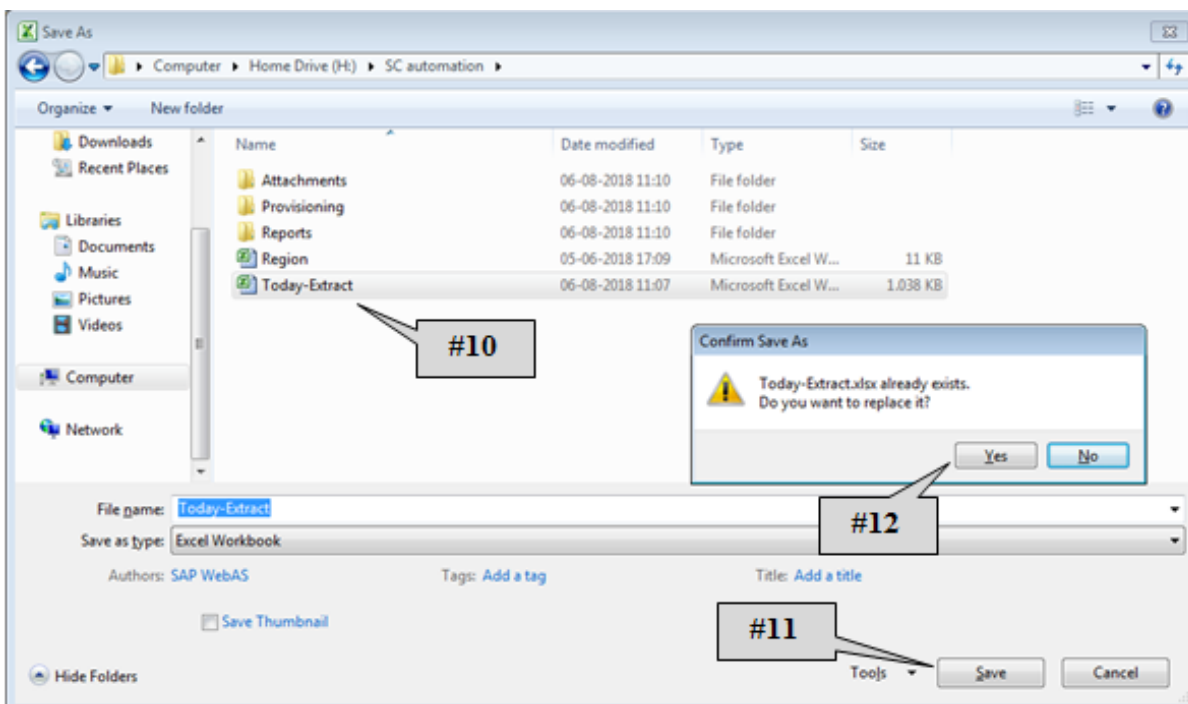 Save As
Computer Home Drive (H:) SC automation
Organize New folder
Name Date modified Type Size
Downloads
Recent Places
Libraries
Documents
Music
Pictures
Videos
Computer
Network
Attachments 06-08-2018 11:10 File folder
Provisioning 06-08-2018 11:10 File folder
Reports 06-08-2018 11:10 File folder
Region 05-06-2018 17:09 Microsoft Excel W... 11 KB
Today-Extract 06-08-2018 11:07 Microsoft Excel W... 1.038 KB
#10
Confirm Save As
Today-Extract.xlsx already exists.
Do you want to replace it?
Yes No
#12
File name: Today-Extract
Save as type: Excel Workbook
Authors: SAP WebAS Tags: Add a tag Title: Add a title
Save Thumbnail
#11
Hide Folders Tools Save Cancel